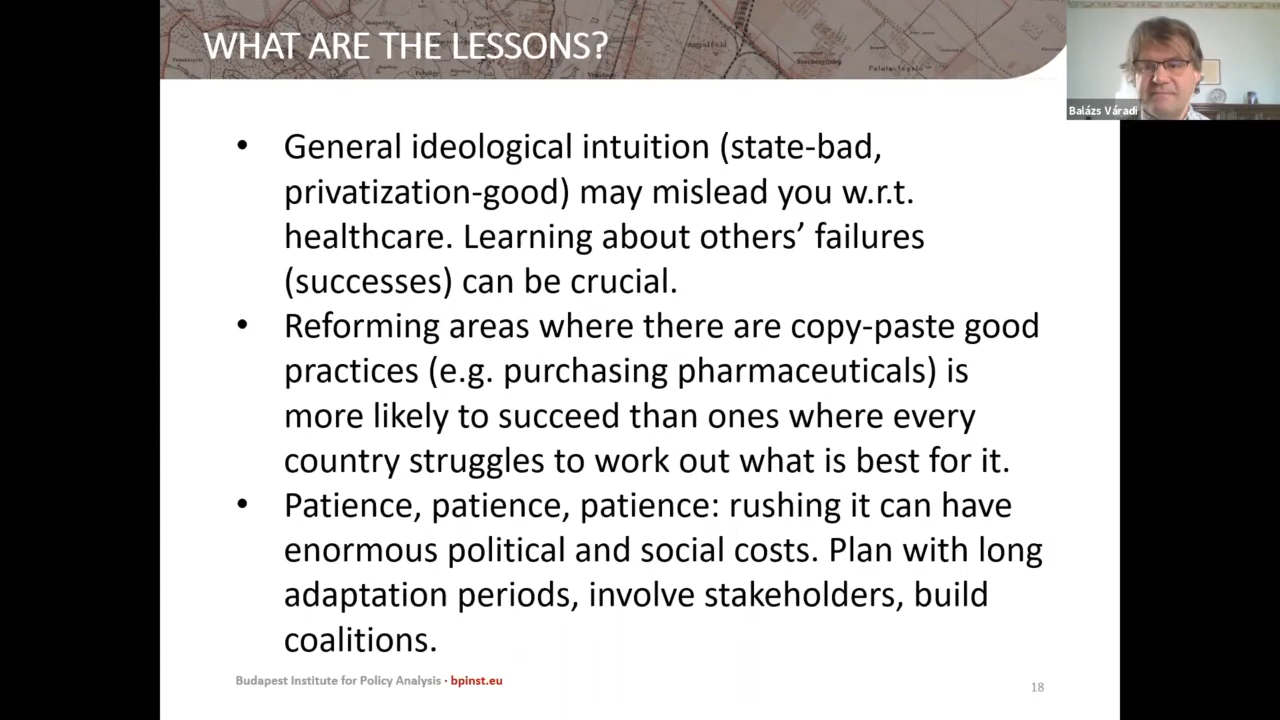 WHAT ARE THE LESSONS?
Balázs Váradi
• General ideological intuition (state-bad,
privatization-good) may mislead you w.r.t.
healthcare. Learning about others’ failures
(successes) can be crucial.
• Reforming areas where there are copy-paste good
practices (e.g. purchasing pharmaceuticals) is
more likely to succeed than ones where every
country struggles to work out what is best for it.
• Patience, patience, patience: rushing it can have
enormous political and social costs. Plan with long
adaptation periods, involve stakeholders, build
coalitions.
Budapest Institute for Policy Analysis · bpinst.eu
18